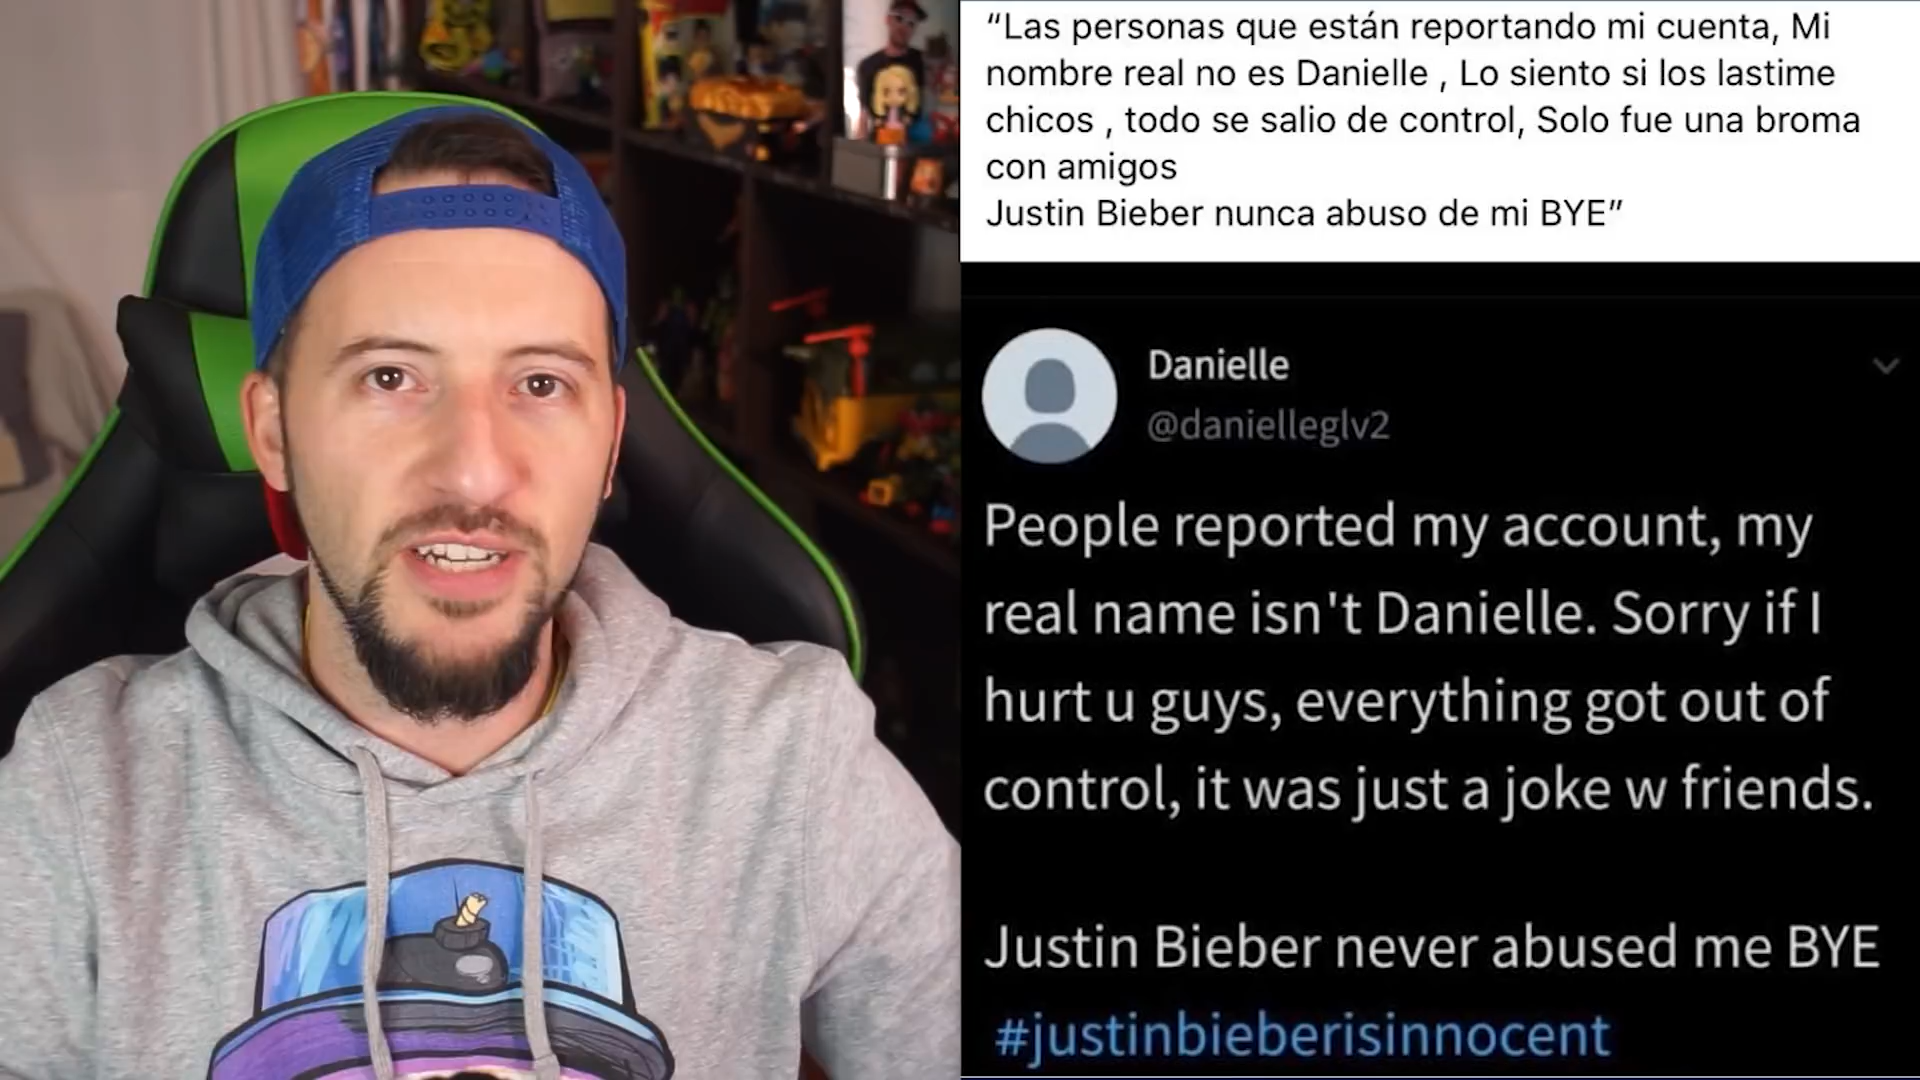 “Las personas que están reportando mi cuenta, Mi
nombre real no es Danielle , Lo siento si los lastime
chicos , todo se salio de control, Solo fue una broma
con amigos
Justin Bieber nunca abuso de mi BYE”
Danielle
@danielleglv2
People reported my account, my
real name isn't Danielle. Sorry if I
hurt u guys, everything got out of
control, it was just a joke w friends.
Justin Bieber never abused me BYE
#justinbieberisinnocent